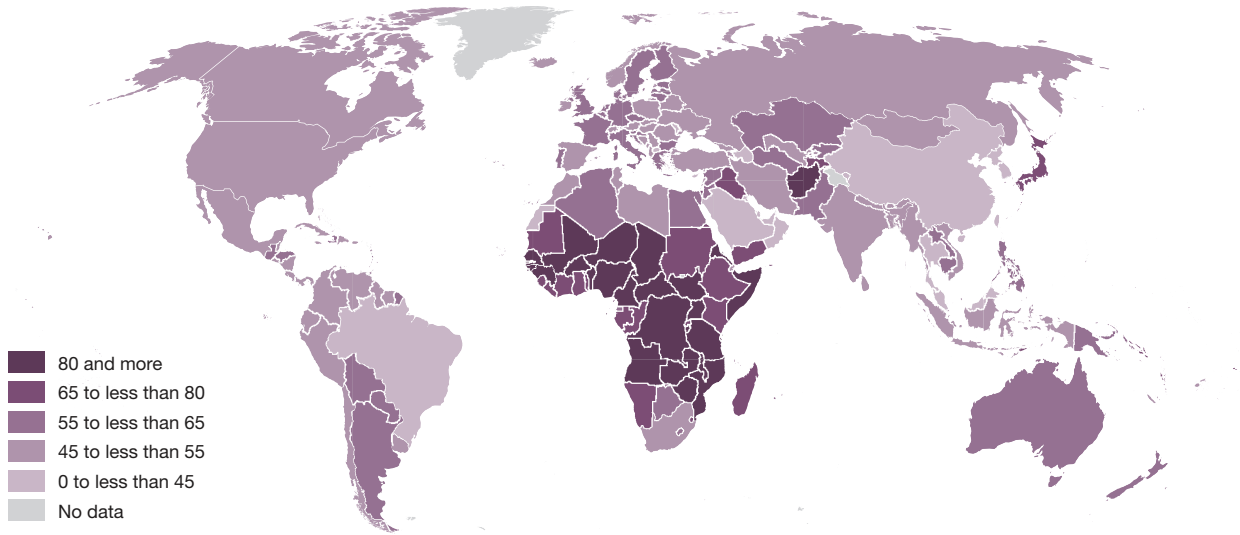 80 and more
65 to less than 80
55 to less than 65
45 to less than 55
0 to less than 45
No data